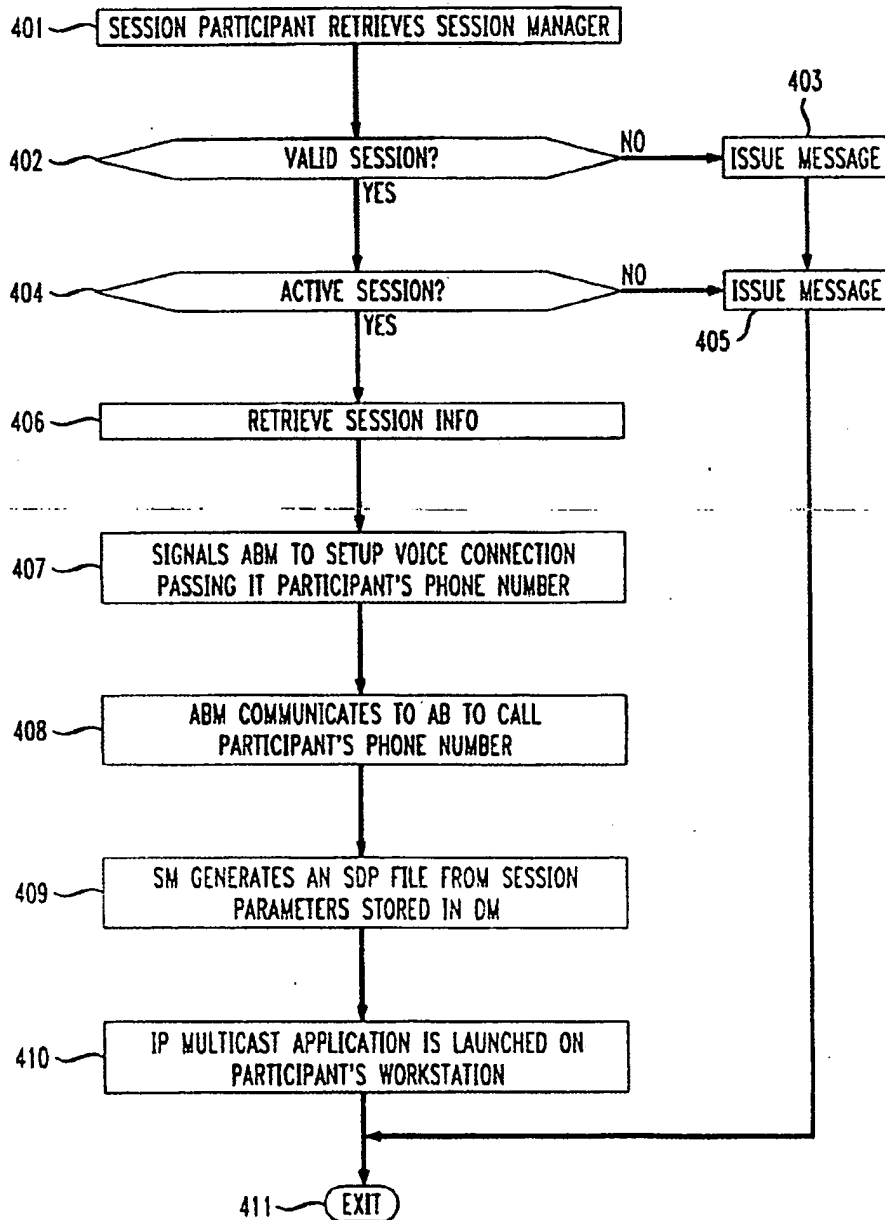 401 SESSION PARTICIPANT RETRIEVES SESSION MANAGER
403
402 VALID SESSION? NO ISSUE MESSAGE
YES
404 ACTIVE SESSION? NO ISSUE MESSAGE
YES
405
406 RETRIEVE SESSION INFO
407 SIGNALS ABM TO SETUP VOICE CONNECTION
PASSING IT PARTICIPANT'S PHONE NUMBER
408 ABM COMMUNICATES TO AB TO CALL
PARTICIPANT'S PHONE NUMBER
409 SM GENERATES AN SDP FILE FROM SESSION
PARAMETERS STORED IN DM
410 IP MULTICAST APPLICATION IS LAUNCHED ON
PARTICIPANT'S WORKSTATION
411 EXIT